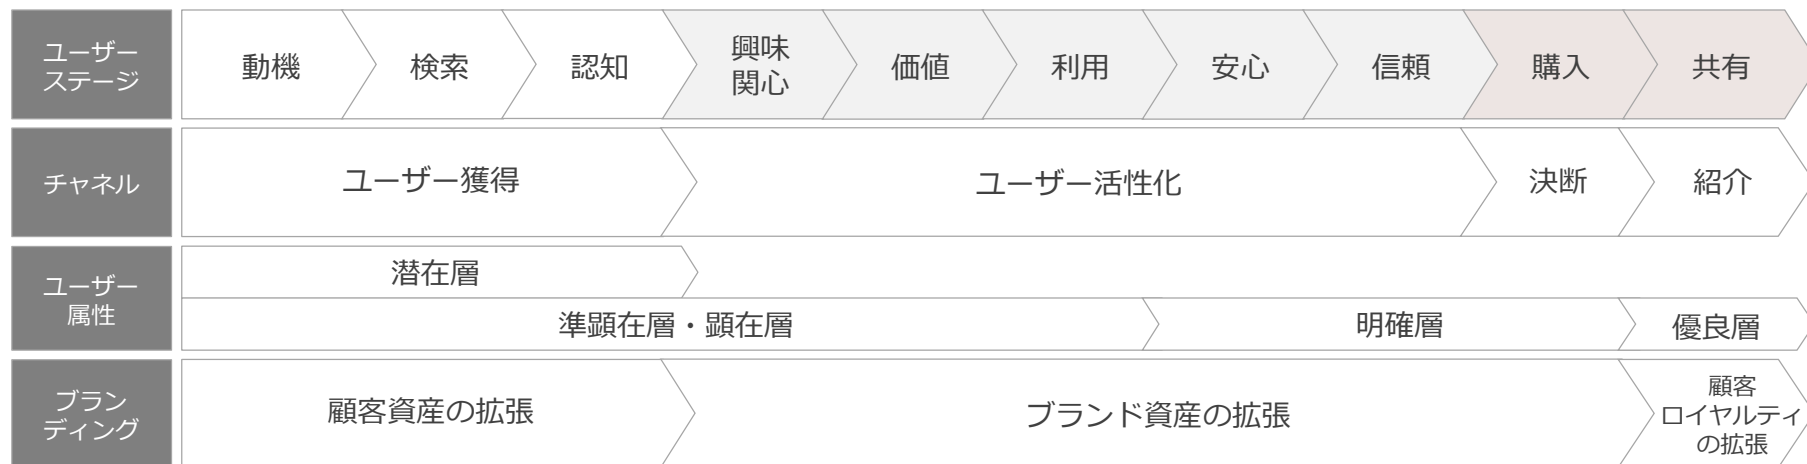 ユーザー
ステージ
動機
検索
認知
興味
関心
価値
利用
安心
信頼
購入
共有
チャネル
ユーザー獲得
ユーザー活性化
決断
紹介
ユーザー
属性
潜在層
準顕在層・顕在層
明確層
優良層
ブラン
ディング
顧客資産の拡張
ブランド資産の拡張
顧客
ロイヤルティ
の拡張